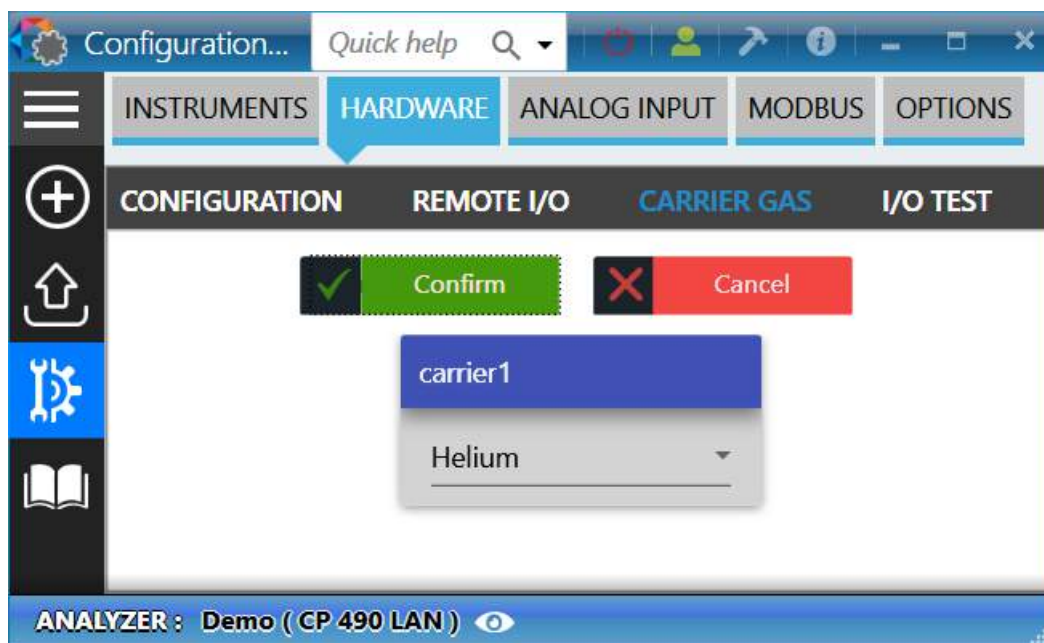 Configuration... Quick help
INSTRUMENTS HARDWARE ANALOG INPUT MODBUS OPTIONS
CONFIGURATION REMOTE I/O CARRIER GAS I/O TEST
Confirm Cancel
carrier1
Helium
ANALYZER : Demo ( CP 490 LAN )